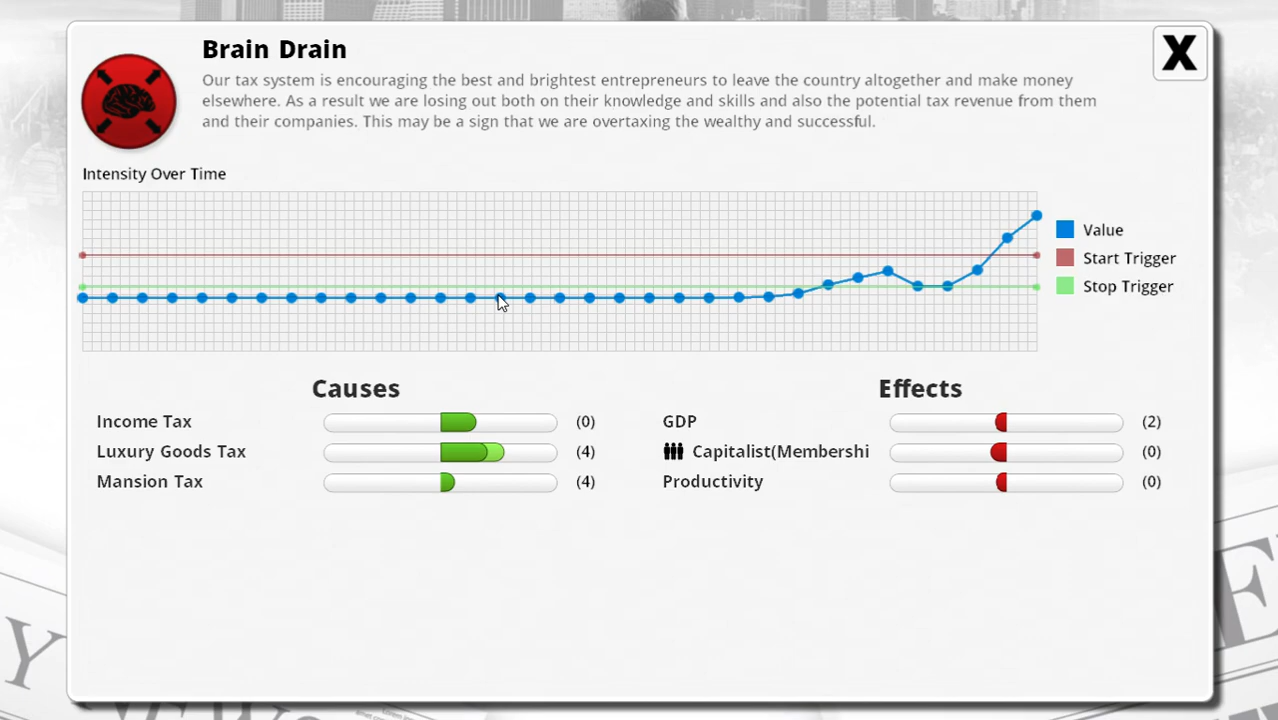 Brain Drain
X
Our tax system is encouraging the best and brightest entrepreneurs to leave the country altogether and make money
elsewhere. As a result we are losing out both on their knowledge and skills and also the potential tax revenue from them
and their companies. This may be a sign that we are overtaxing the wealthy and successful.
Intensity Over Time
Value
Start Trigger
Stop Trigger
Causes
Income Tax (0)
Luxury Goods Tax (4)
Mansion Tax (4)
Effects
GDP (2)
Capitalist(Membershi (0)
Productivity (0)